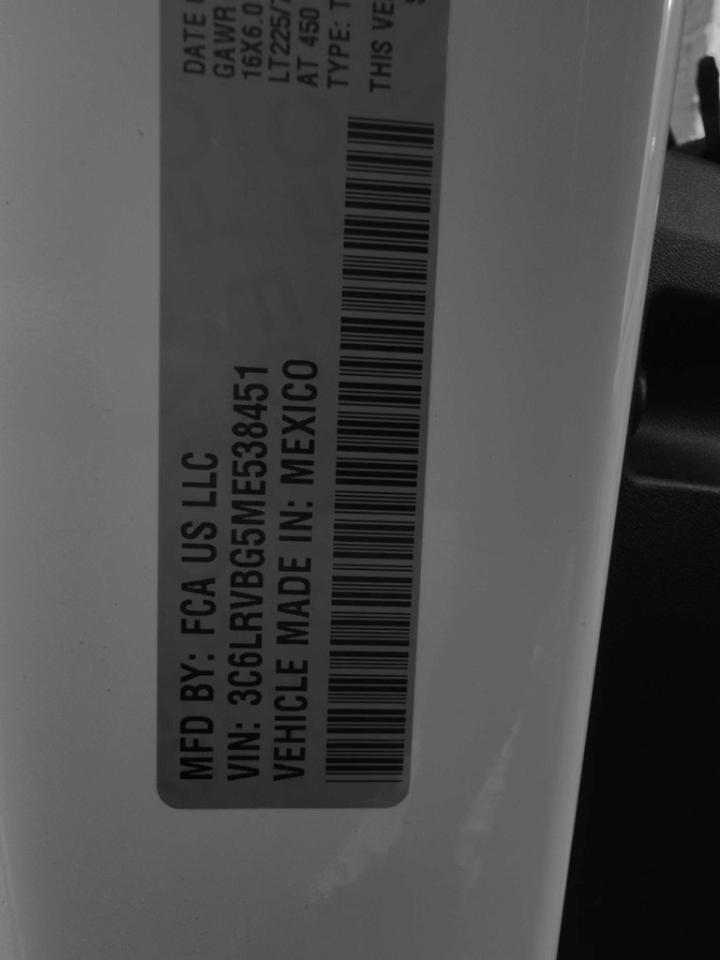 MFD BY: FCA US LLC
VIN: 3C6LRVBG5ME538451
VEHICLE MADE IN: MEXICO
DATE
GAWR
16X6.0
LT225/
AT 450
TYPE: T
THIS VE